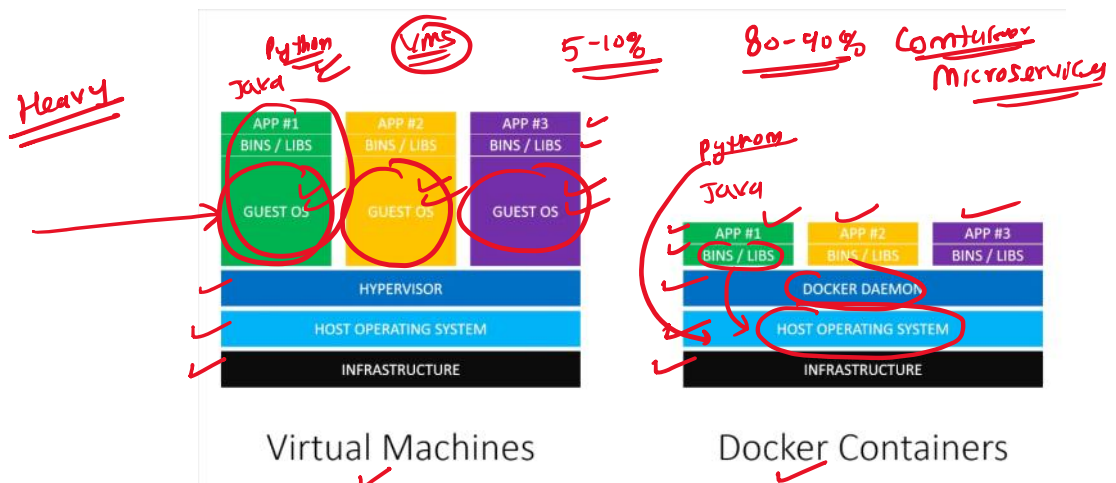 Python VMS 5-10% 80-90% Container
Microservices
Heavy
Java
APP #1 APP #2 APP #3
BINS / LIBS BINS / LIBS BINS / LIBS
GUEST OS GUEST OS GUEST OS
HYPERVISOR
HOST OPERATING SYSTEM
INFRASTRUCTURE
Virtual Machines
Python
Java
APP #1 APP #2 APP #3
BINS / LIBS BINS / LIBS BINS / LIBS
DOCKER DAEMON
HOST OPERATING SYSTEM
INFRASTRUCTURE
Docker Containers